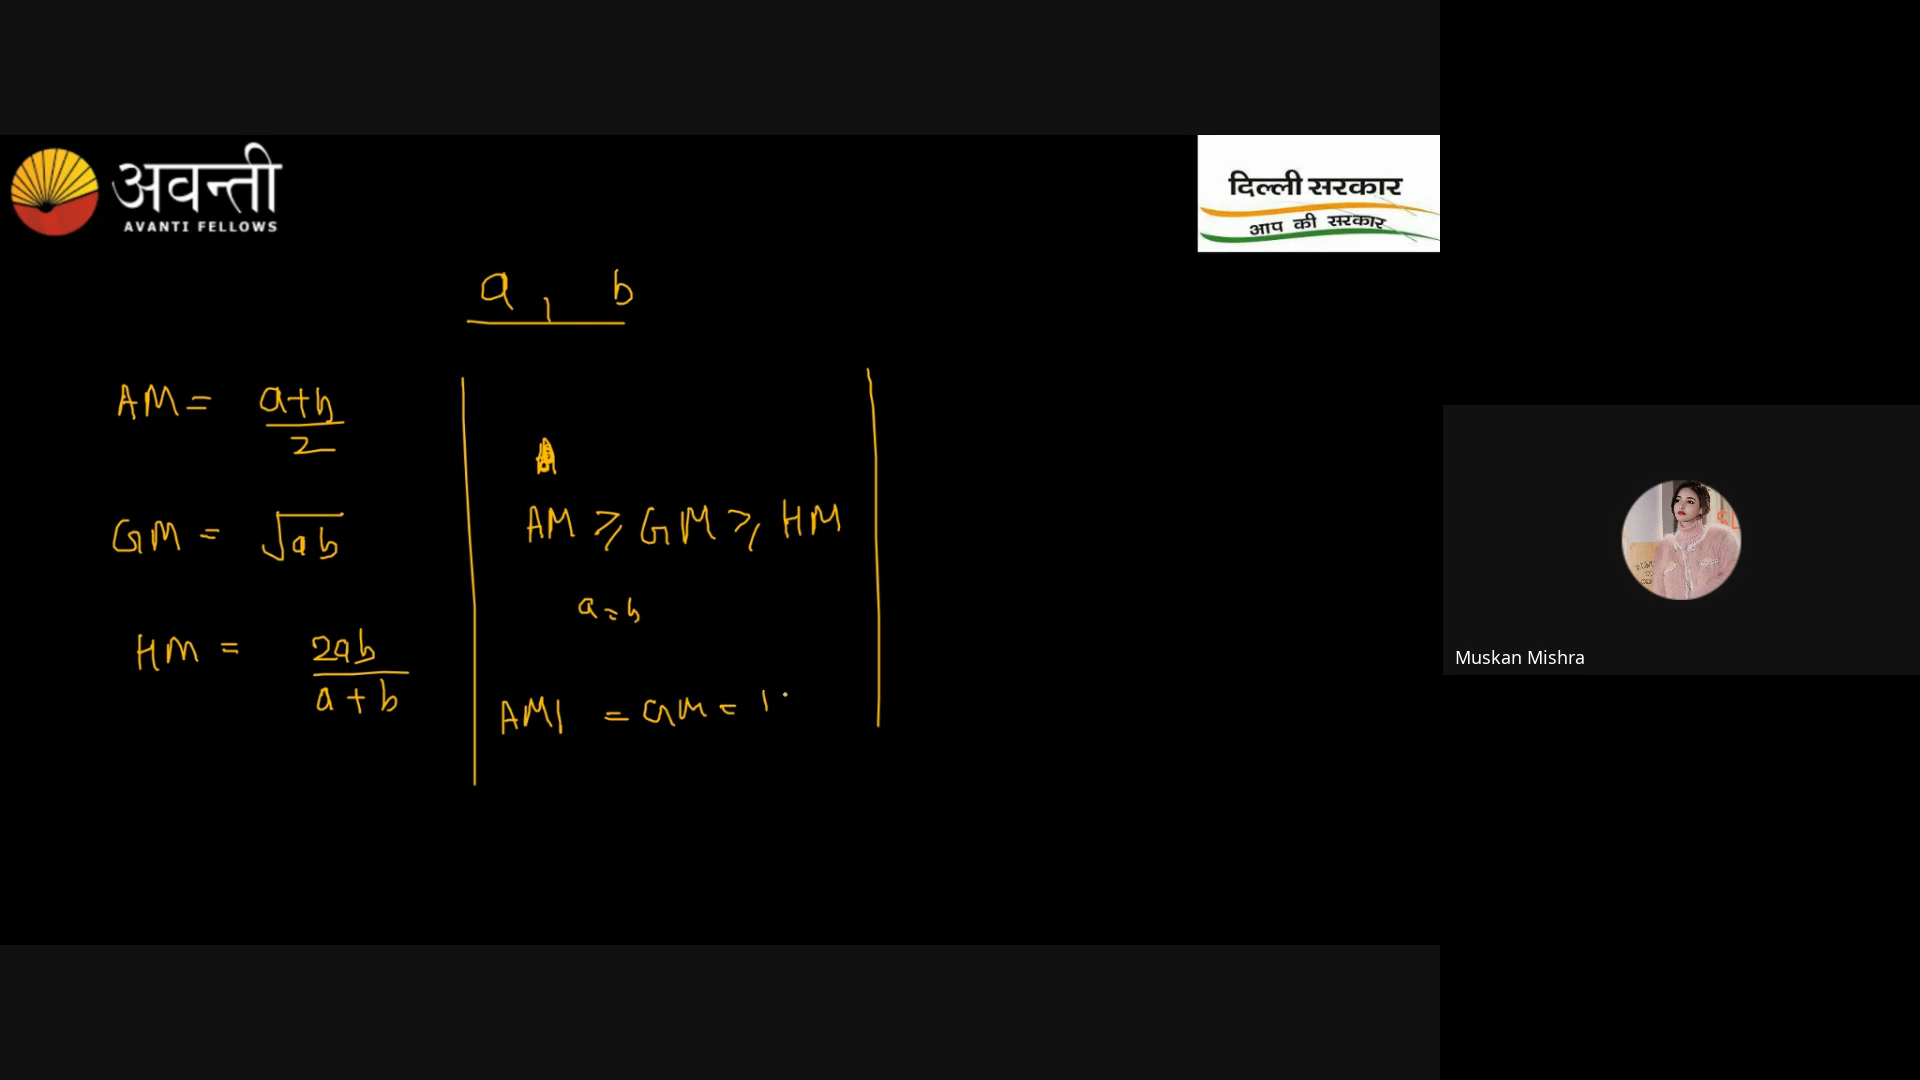 अवन्ती
AVANTI FELLOWS
दिल्ली सरकार
आप की सरकार
a, b
AM = a+b
2
GM = √ab
HM = 2ab
a + b
AM ⩾ GM ⩾ HM
a = b
AM = GM =
Muskan Mishra